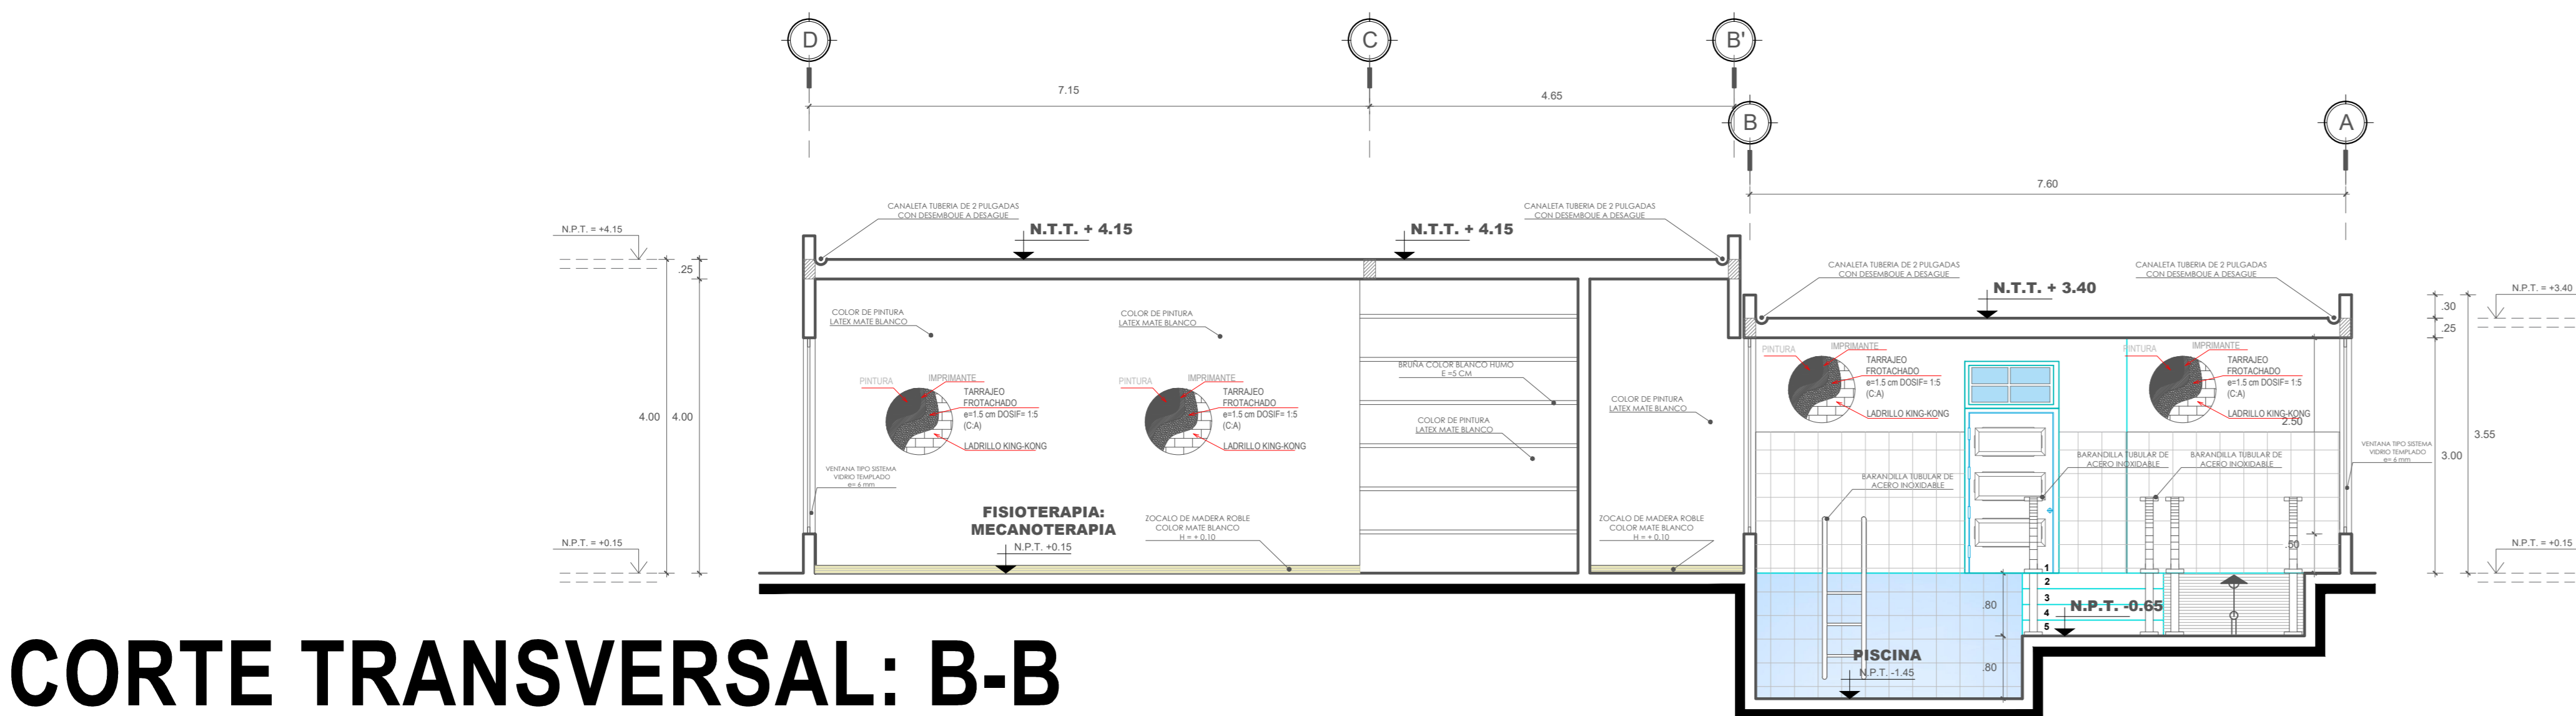 D
C
B'
7.15
4.65
B
A
7.60
CANALETA TUBERIA DE 2 PULGADAS
CON DESEMBOUE A DESAGUE
N.T.T. + 4.15
N.T.T. + 4.15
CANALETA TUBERIA DE 2 PULGADAS
CON DESEMBOUE A DESAGUE
N.P.T. = +4.15
.25
CANALETA TUBERIA DE 2 PULGADAS
CON DESEMBOUE A DESAGUE
CANALETA TUBERIA DE 2 PULGADAS
CON DESEMBOUE A DESAGUE
N.T.T. + 3.40
N.P.T. = +3.40
.30
.25
COLOR DE PINTURA
LATEX MATE BLANCO
COLOR DE PINTURA
LATEX MATE BLANCO
PINTURA
IMPRIMANTE
TARRAJEO
FROTACHADO
e=1.5 cm DOSIF= 1:5
(C:A)
LADRILLO KING-KONG
PINTURA
IMPRIMANTE
TARRAJEO
FROTACHADO
e=1.5 cm DOSIF= 1:5
(C:A)
LADRILLO KING-KONG
2.50
BRUÑA COLOR BLANCO HUMO
E =5 CM
PINTURA
IMPRIMANTE
TARRAJEO
FROTACHADO
e=1.5 cm DOSIF= 1:5
(C:A)
LADRILLO KING-KONG
PINTURA
IMPRIMANTE
TARRAJEO
FROTACHADO
e=1.5 cm DOSIF= 1:5
(C:A)
LADRILLO KING-KONG
COLOR DE PINTURA
LATEX MATE BLANCO
COLOR DE PINTURA
LATEX MATE BLANCO
4.00
4.00
3.55
3.00
VENTANA TIPO SISTEMA
VIDRIO TEMPLADO
e= 6 mm
VENTANA TIPO SISTEMA
VIDRIO TEMPLADO
e= 6 mm
BARANDILLA TUBULAR DE
ACERO INOXIDABLE
BARANDILLA TUBULAR DE
ACERO INOXIDABLE
BARANDILLA TUBULAR DE
ACERO INOXIDABLE
FISIOTERAPIA:
MECANOTERAPIA
N.P.T. +0.15
ZOCALO DE MADERA ROBLE
COLOR MATE BLANCO
H = + 0.10
ZOCALO DE MADERA ROBLE
COLOR MATE BLANCO
H = + 0.10
N.P.T. = +0.15
.50
N.P.T. = +0.15
1
2
3
4
5
.80
N.P.T. -0.65
.80
PISCINA
N.P.T. -1.45
CORTE TRANSVERSAL: B-B